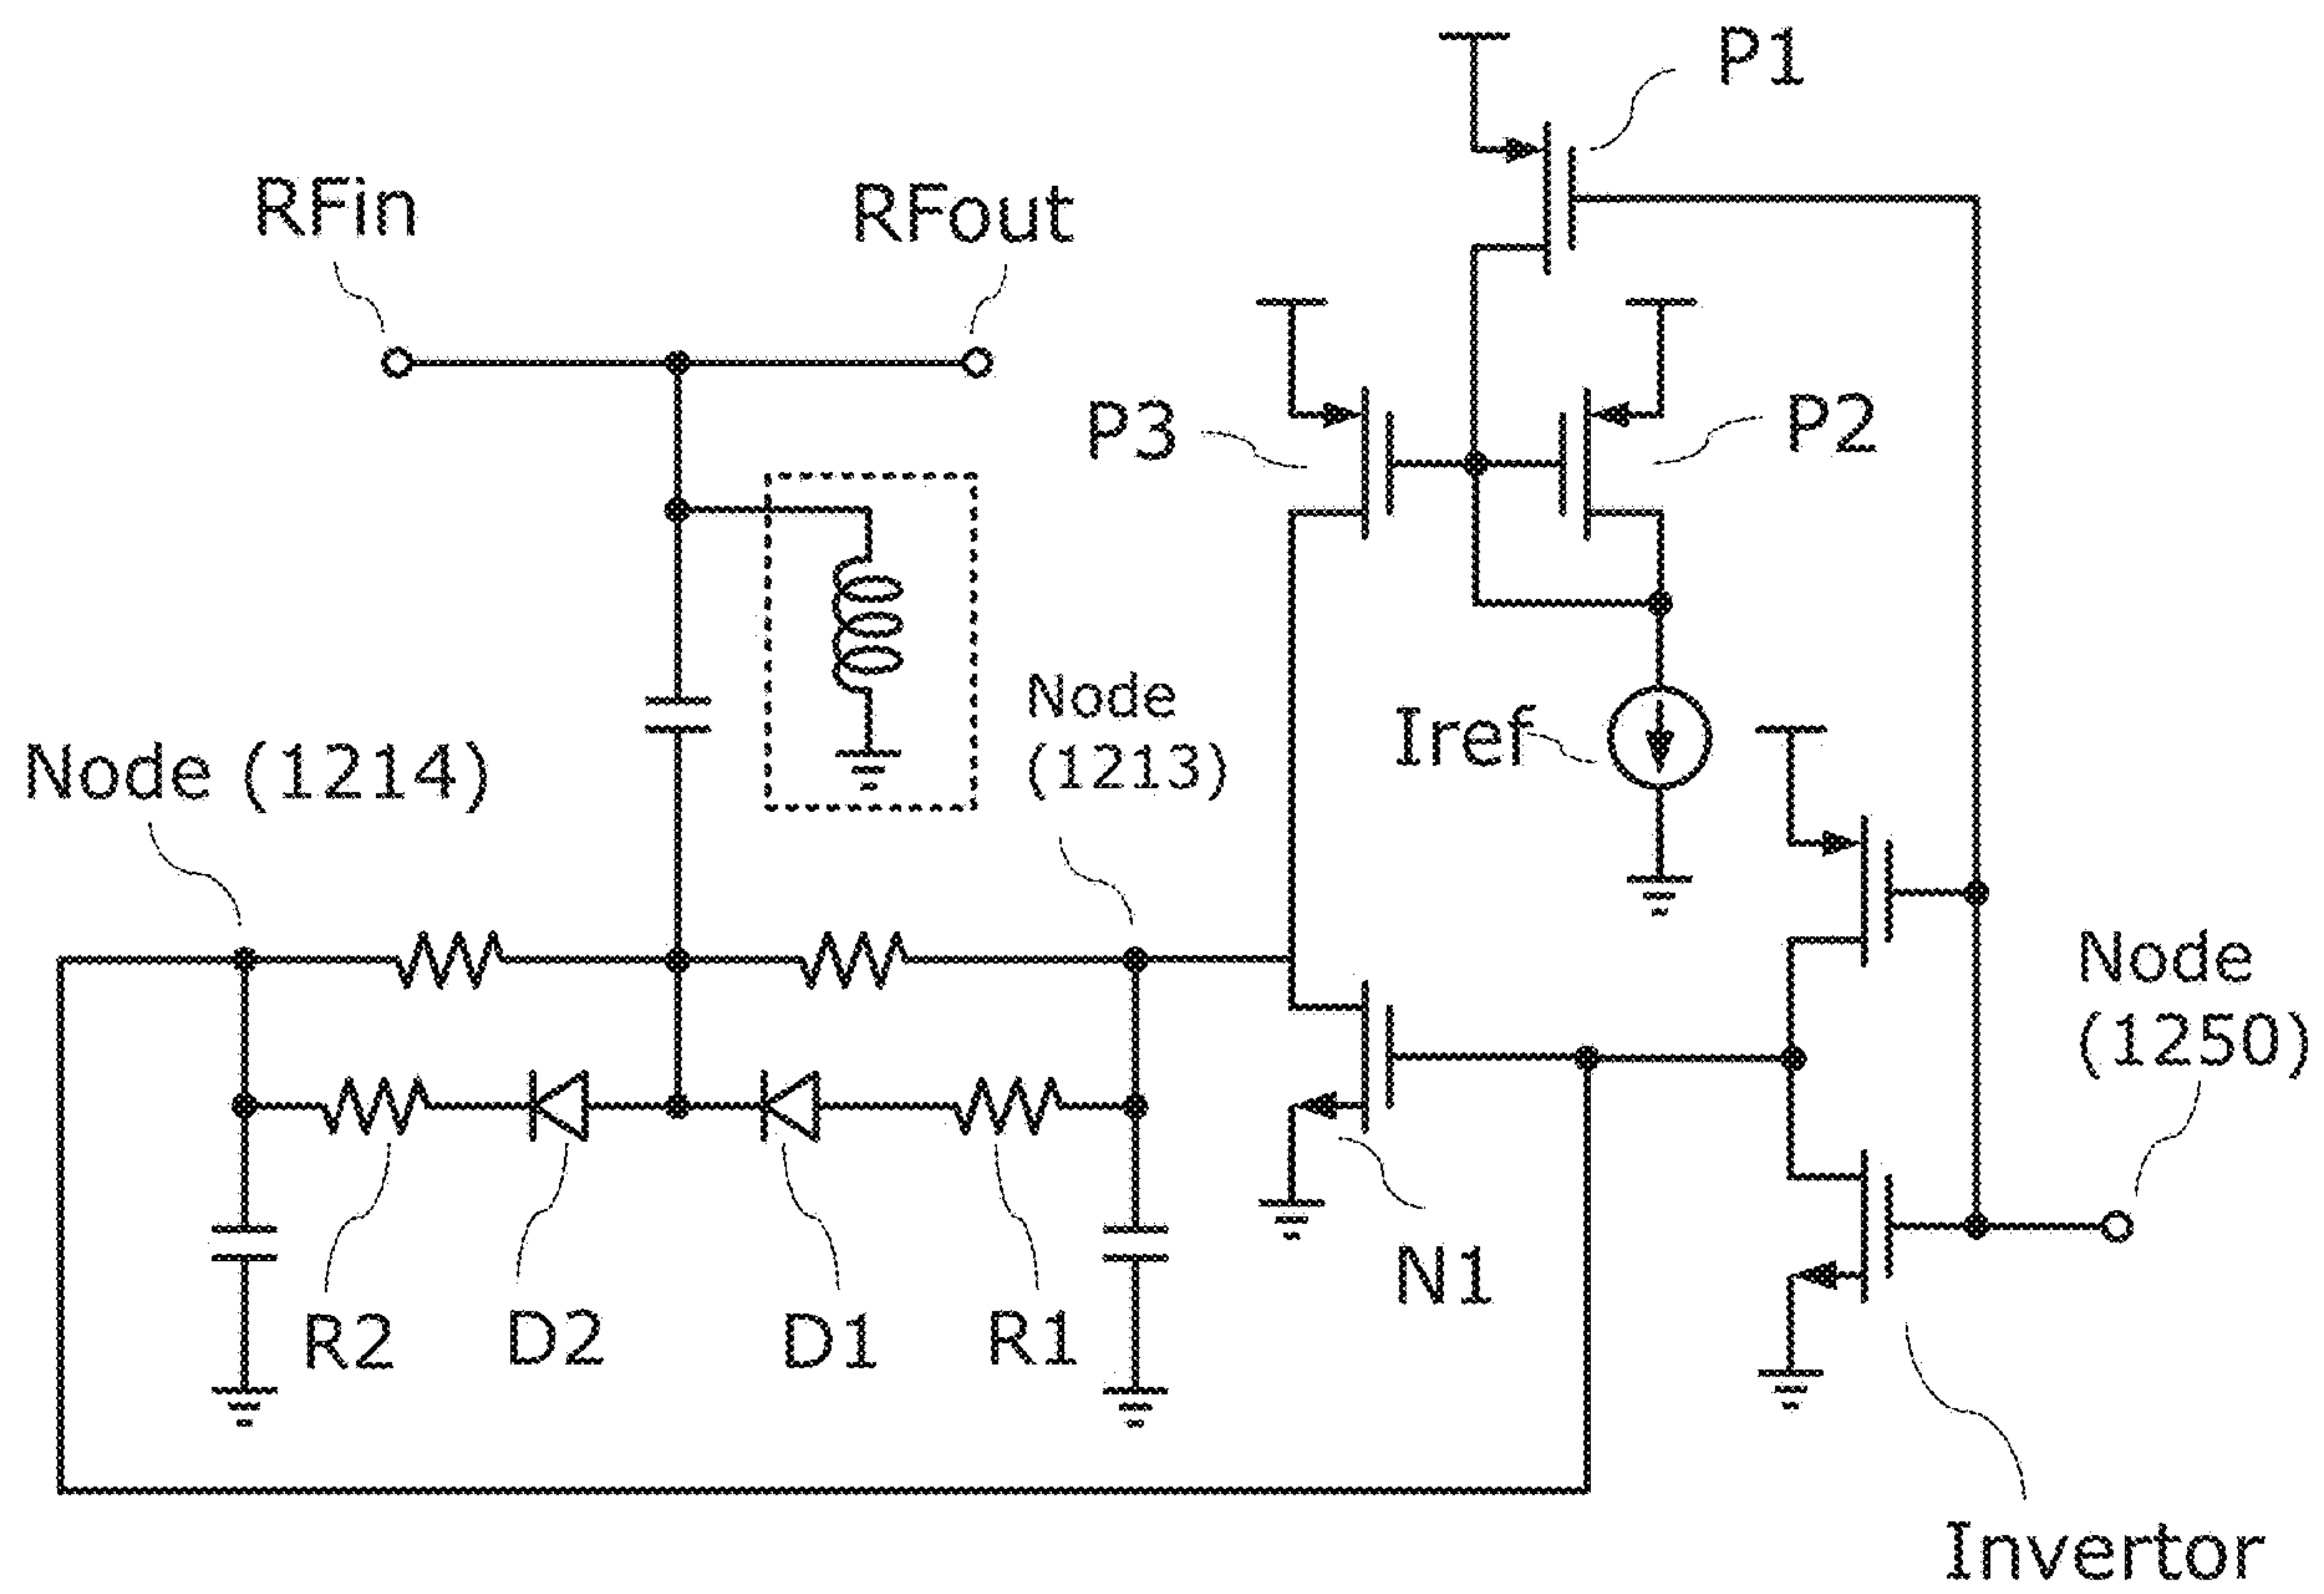 P1
RFin
RFout
P3
P2
Node
(1213)
Iref
Node (1214)
Node
(1250)
N1
R2
D2
D1
R1
Invertor